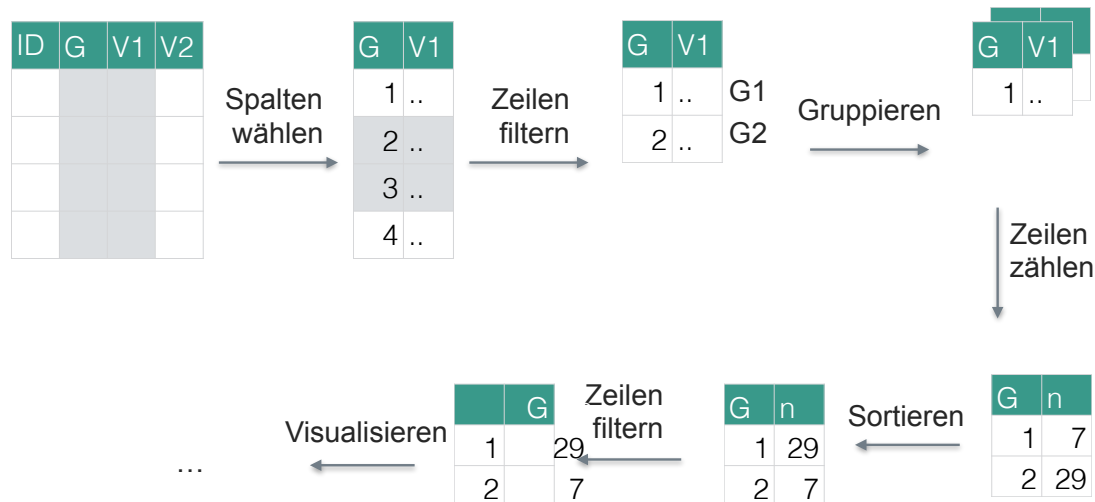 ID G V1 V2
Spalten
wählen
G V1
1 ..
2 ..
3 ..
4 ..
Zeilen
filtern
G V1
1 .. G1
2 .. G2
Gruppieren
G V1
1 ..
Zeilen
zählen
G n
1 7
2 29
Sortieren
G n
1 29
2 7
Zeilen
filtern
G
1 29
2 7
Visualisieren
...